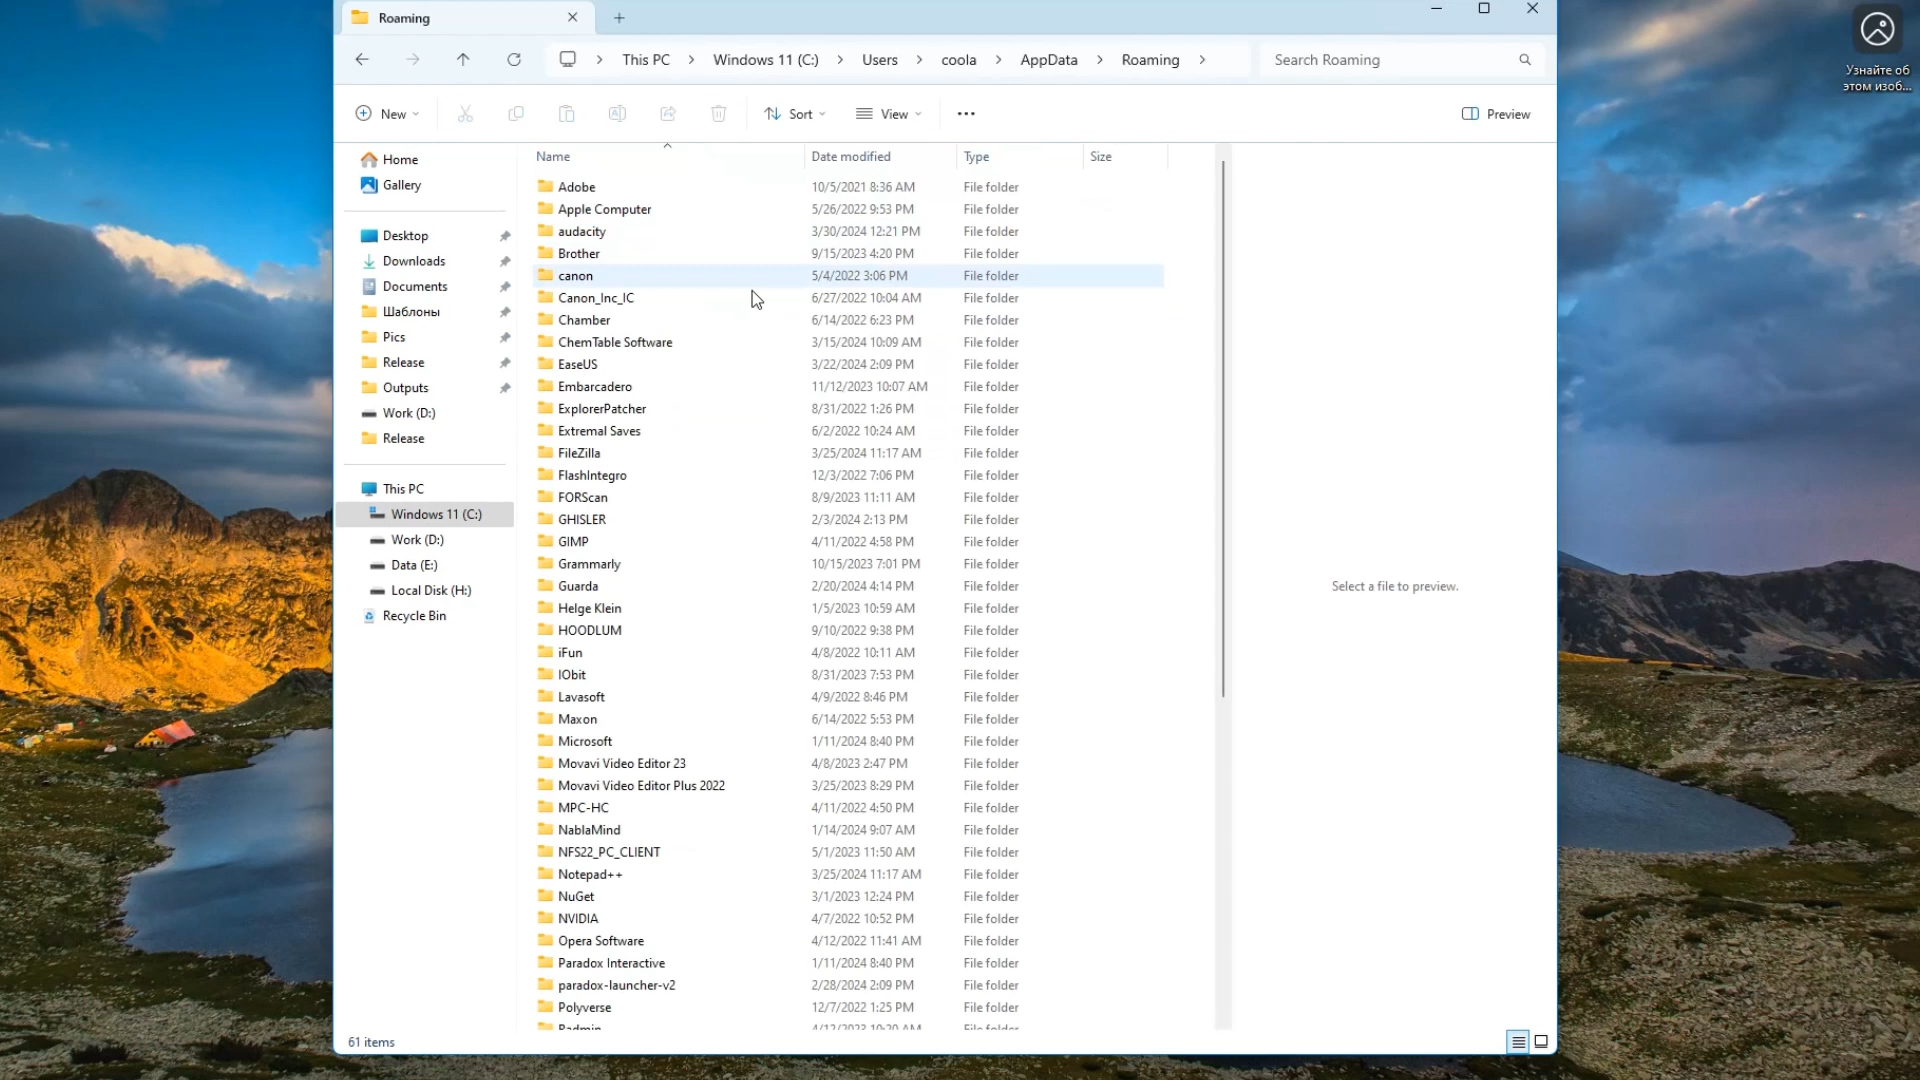 Roaming
This PC
Windows 11 (C:)
Users
coola
AppData
Roaming
Search Roaming
New
Sort
View
Preview
Узнайте об
этом изоб...
Home
Gallery
Desktop
Downloads
Documents
Шаблоны
Pics
Release
Outputs
Work (D:)
Release
This PC
Windows 11 (C:)
Work (D:)
Data (E:)
Local Disk (H:)
Recycle Bin
Name Date modified Type Size
Adobe 10/5/2021 8:36 AM File folder
Apple Computer 5/26/2022 9:53 PM File folder
audacity 3/30/2024 12:21 PM File folder
Brother 9/15/2023 4:20 PM File folder
canon 5/4/2022 3:06 PM File folder
Canon_Inc_IC 6/27/2022 10:04 AM File folder
Chamber 6/14/2022 6:23 PM File folder
ChemTable Software 3/15/2024 10:09 AM File folder
EaseUS 3/22/2024 2:09 PM File folder
Embarcadero 11/12/2023 10:07 AM File folder
ExplorerPatcher 8/31/2022 1:26 PM File folder
Extremal Saves 6/2/2022 10:24 AM File folder
FileZilla 3/25/2024 11:17 AM File folder
FlashIntegro 12/3/2022 7:06 PM File folder
FORScan 8/9/2023 11:11 AM File folder
GHISLER 2/3/2024 2:13 PM File folder
GIMP 4/11/2022 4:58 PM File folder
Grammarly 10/15/2023 7:01 PM File folder
Guarda 2/20/2024 4:14 PM File folder
Helge Klein 1/5/2023 10:59 AM File folder
HOODLUM 9/10/2022 9:38 PM File folder
iFun 4/8/2022 10:11 AM File folder
IObit 8/31/2023 7:53 PM File folder
Lavasoft 4/9/2022 8:46 PM File folder
Maxon 6/14/2022 5:53 PM File folder
Microsoft 1/11/2024 8:40 PM File folder
Movavi Video Editor 23 4/8/2023 2:47 PM File folder
Movavi Video Editor Plus 2022 3/25/2023 8:29 PM File folder
MPC-HC 4/11/2022 4:50 PM File folder
NablaMind 1/14/2024 9:07 AM File folder
NFS22_PC_CLIENT 5/1/2023 11:50 AM File folder
Notepad++ 3/25/2024 11:17 AM File folder
NuGet 3/1/2023 12:24 PM File folder
NVIDIA 4/7/2022 10:52 PM File folder
Opera Software 4/12/2022 11:41 AM File folder
Paradox Interactive 1/11/2024 8:40 PM File folder
paradox-launcher-v2 2/28/2024 2:09 PM File folder
Polyverse 12/7/2022 1:25 PM File folder
Radmin 4/12/2023 10:20 AM File folder
Select a file to preview.
61 items